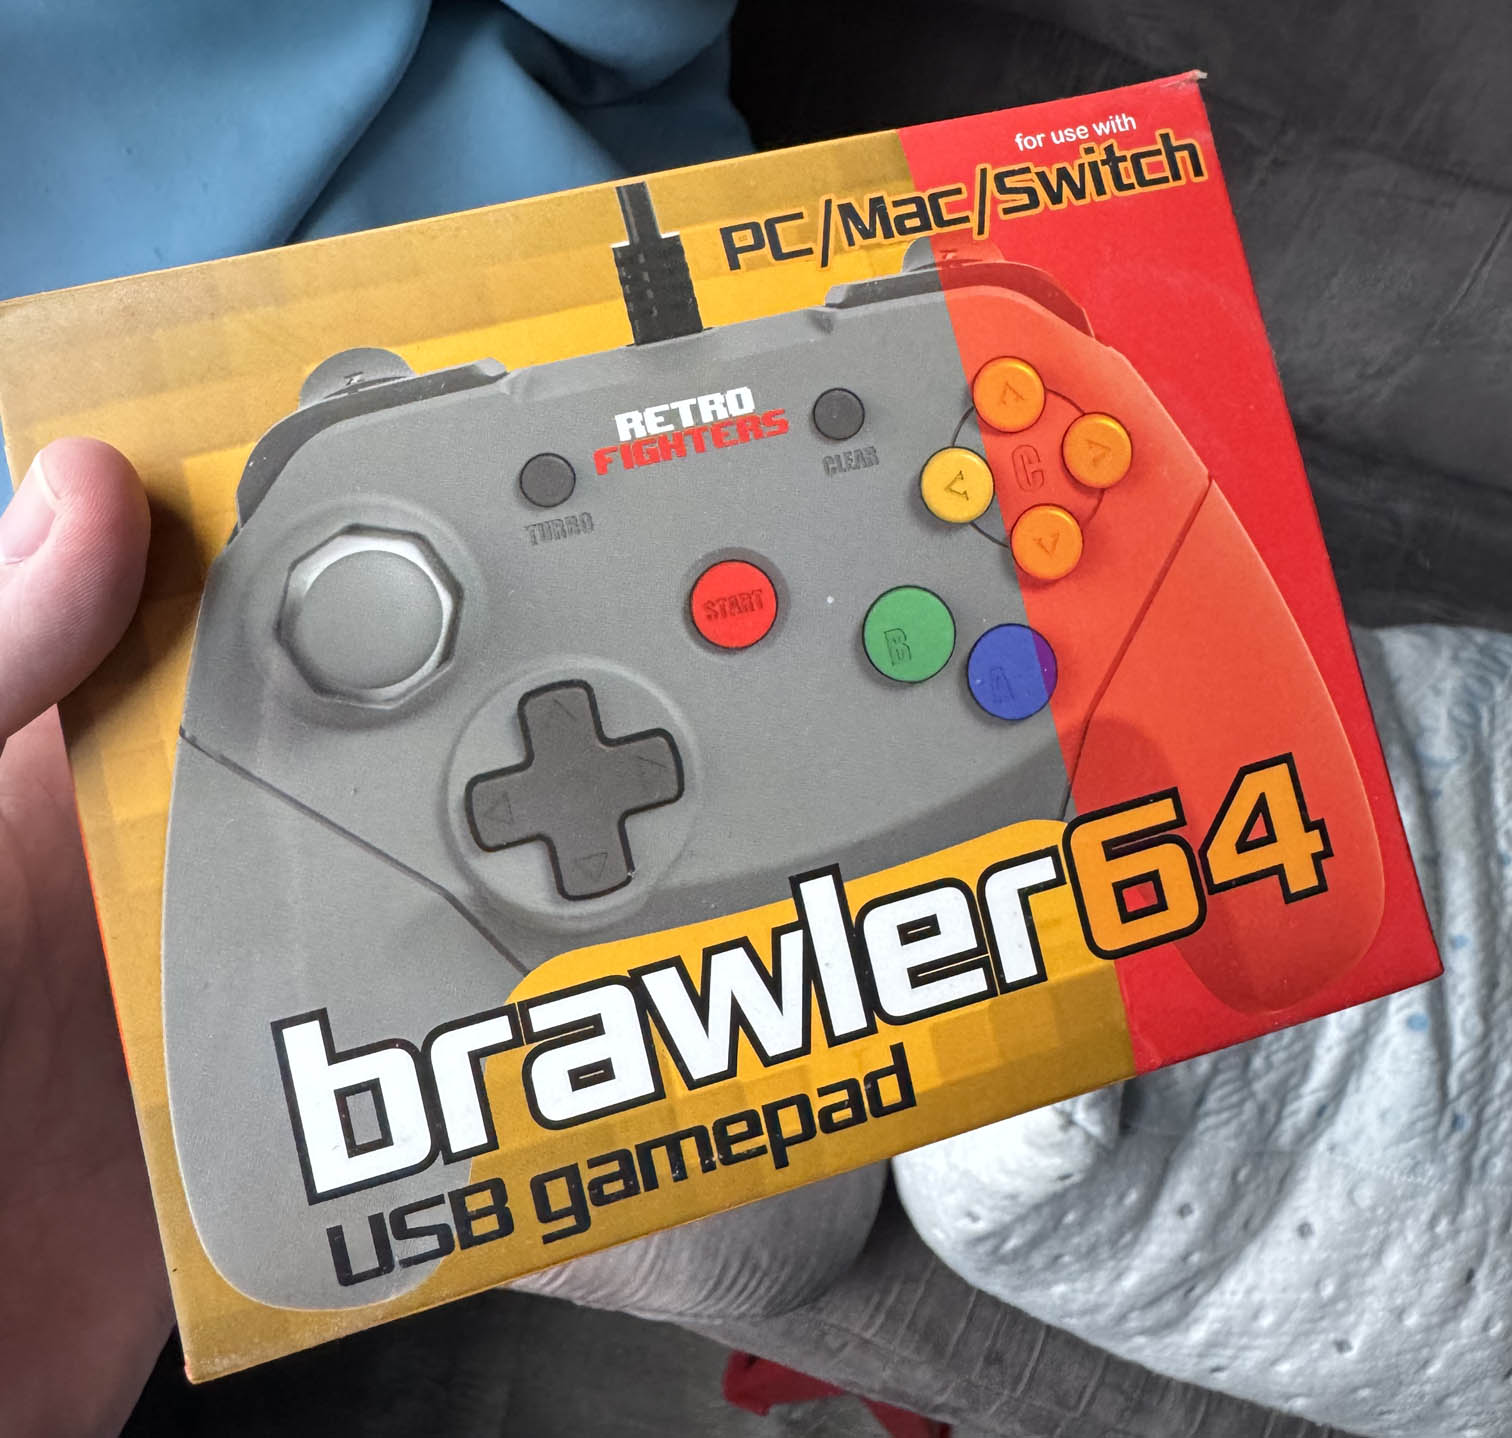 for use with
PC/Mac/Switch
RETRO
FIGHTERS
TURBO
CLEAR
C
START
B
A
brawler64
USB gamepad